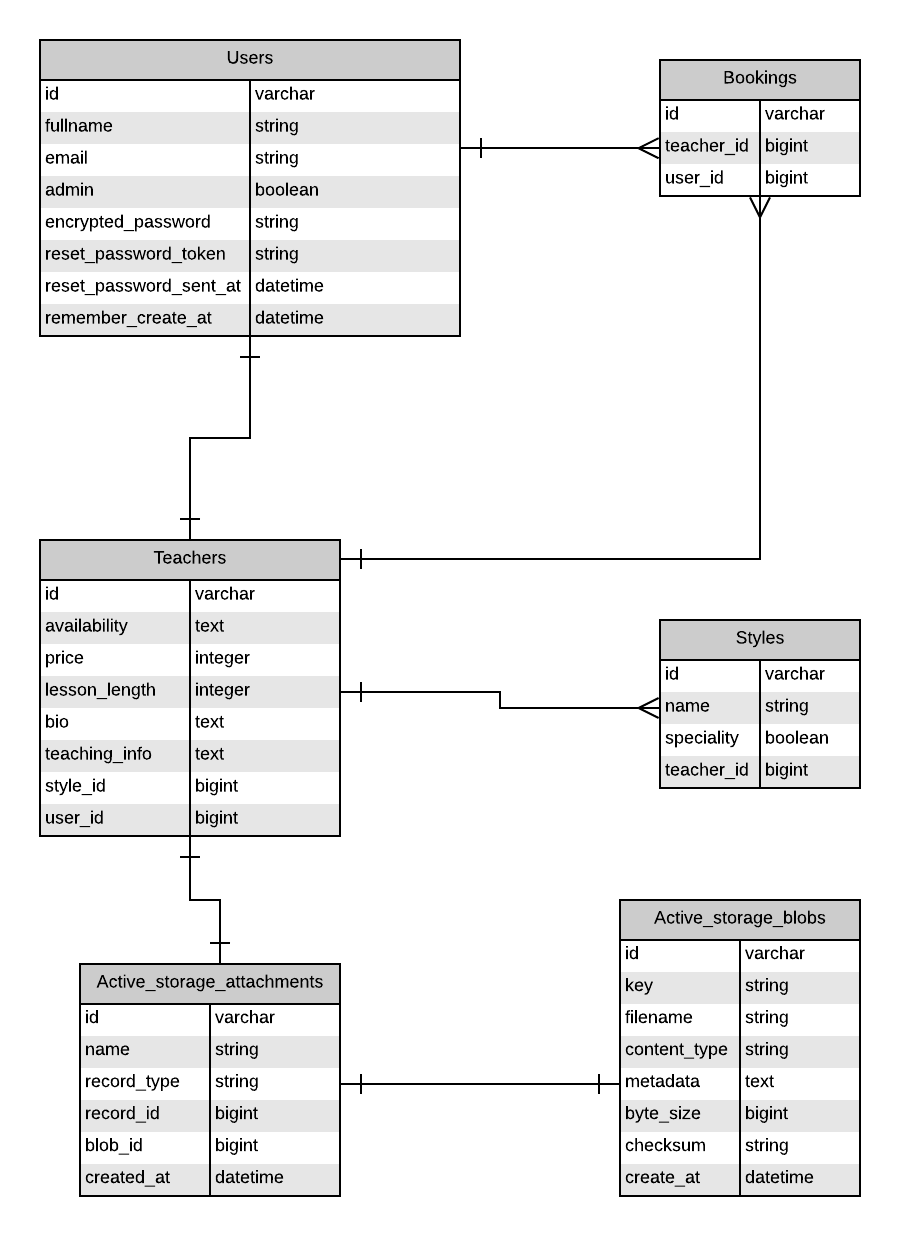 Users
id varchar
fullname string
email string
admin boolean
encrypted_password string
reset_password_token string
reset_password_sent_at datetime
remember_create_at datetime
Bookings
id varchar
teacher_id bigint
user_id bigint
Teachers
id varchar
availability text
price integer
lesson_length integer
bio text
teaching_info text
style_id bigint
user_id bigint
Styles
id varchar
name string
speciality boolean
teacher_id bigint
Active_storage_attachments
id varchar
name string
record_type string
record_id bigint
blob_id bigint
created_at datetime
Active_storage_blobs
id varchar
key string
filename string
content_type string
metadata text
byte_size bigint
checksum string
create_at datetime